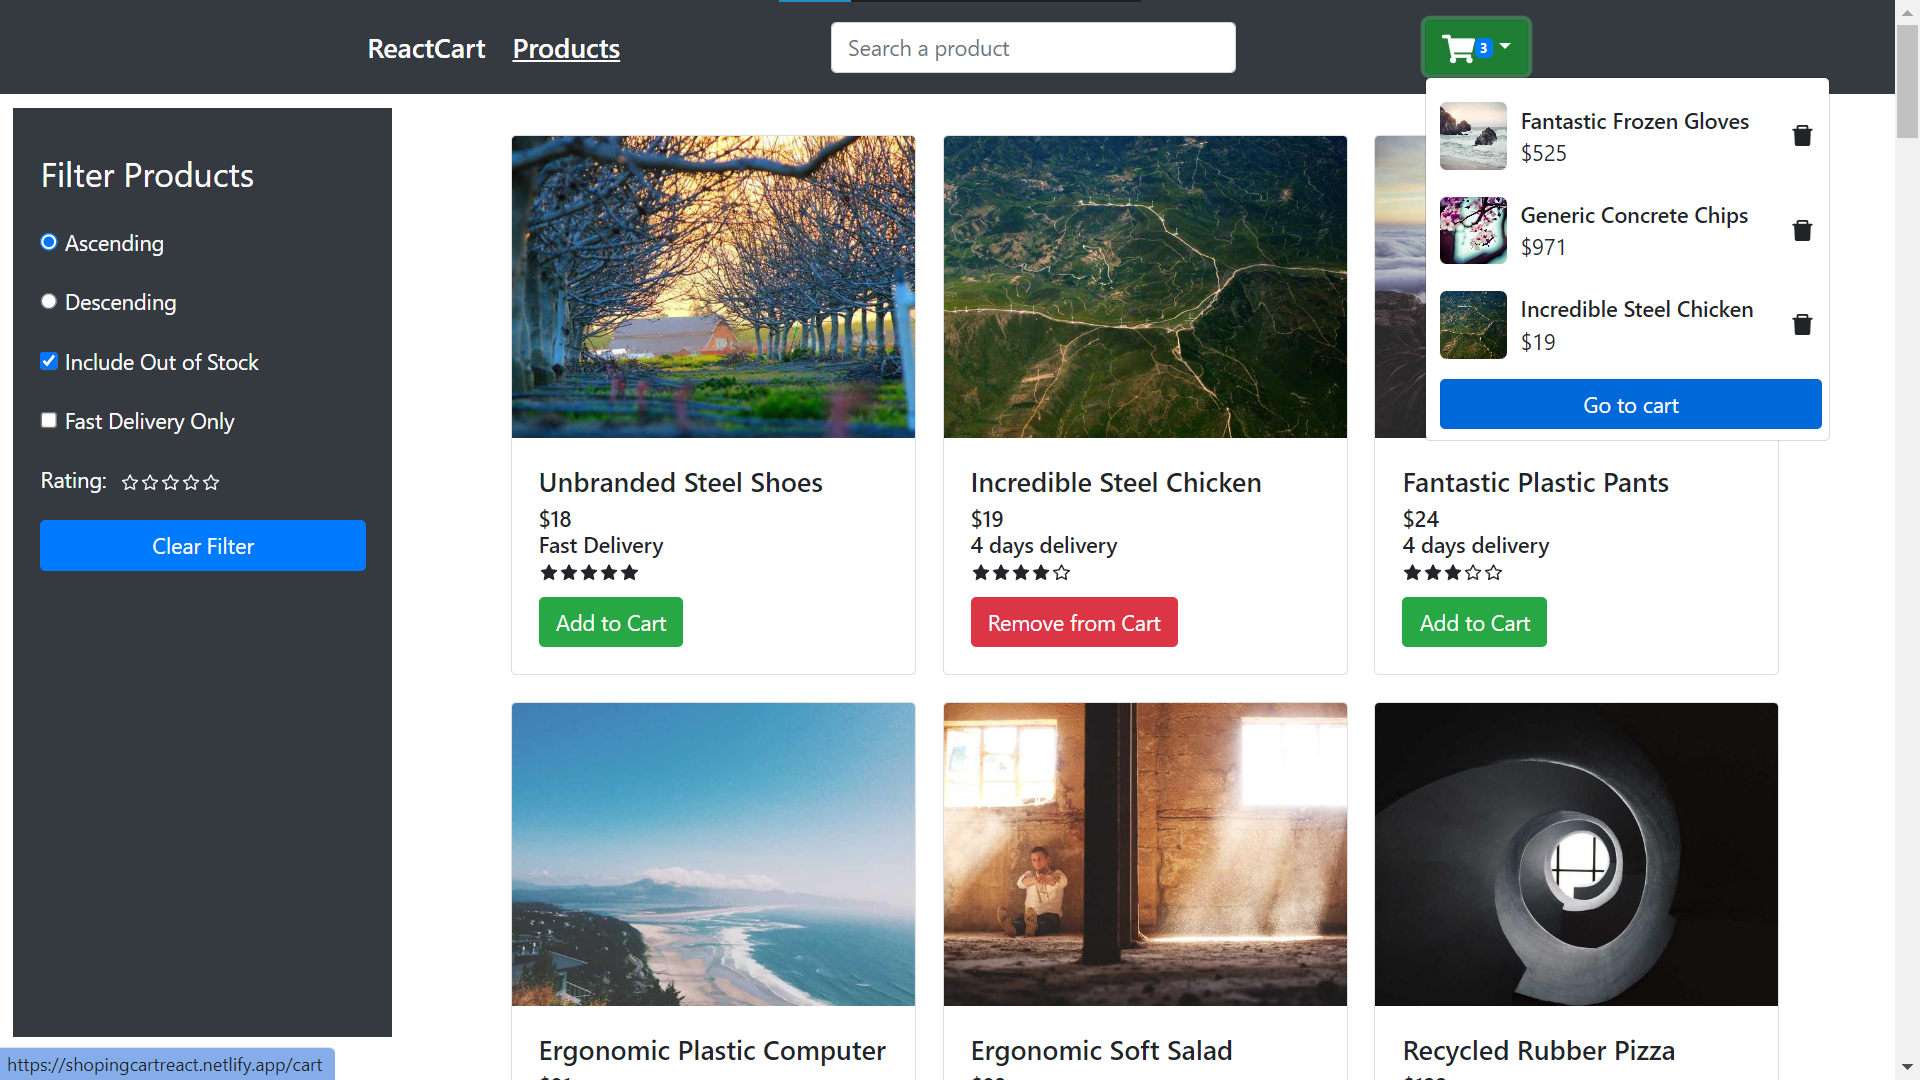 ReactCart
Products
Search a product
3
Fantastic Frozen Gloves
$525
Generic Concrete Chips
$971
Incredible Steel Chicken
$19
Go to cart
Filter Products
Ascending
Descending
Include Out of Stock
Fast Delivery Only
Rating:
Clear Filter
Unbranded Steel Shoes
$18
Fast Delivery
Add to Cart
Incredible Steel Chicken
$19
4 days delivery
Remove from Cart
Fantastic Plastic Pants
$24
4 days delivery
Add to Cart
Ergonomic Plastic Computer
Ergonomic Soft Salad
Recycled Rubber Pizza
https://shopingcartreact.netlify.app/cart